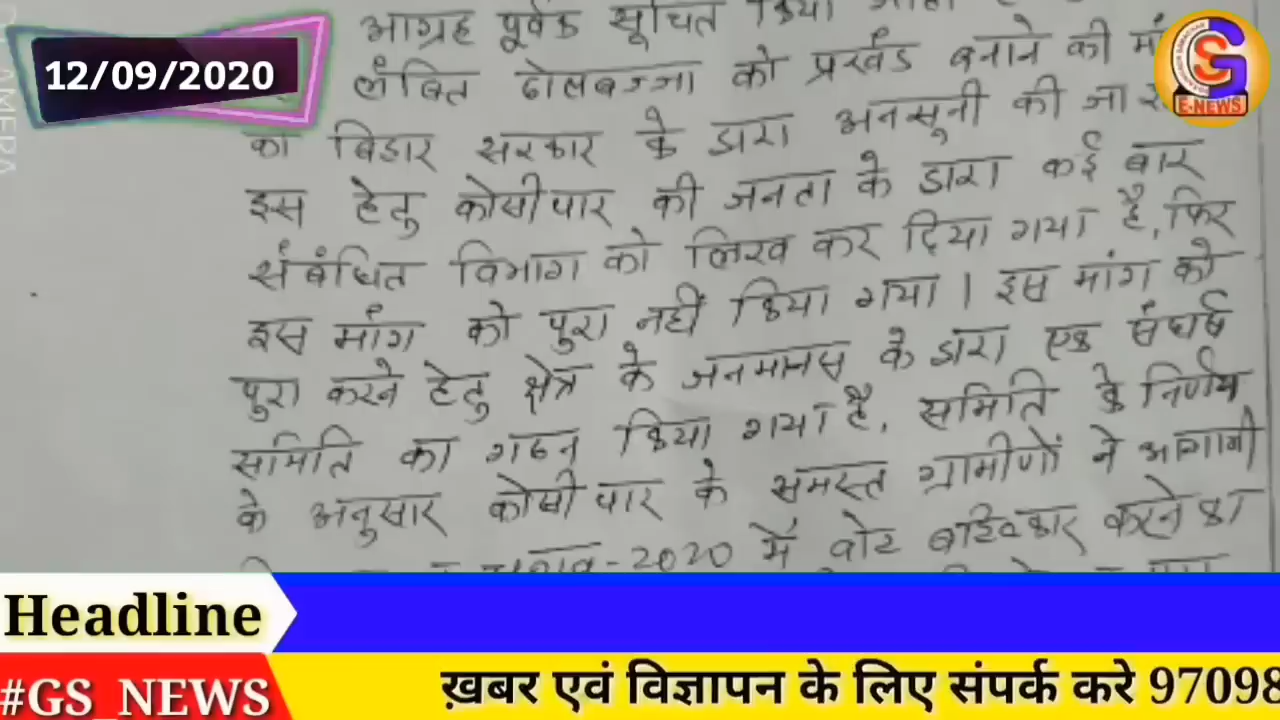 12/09/2020
E-NEWS
आग्रह पूर्वक सूचित किया जाता है
लंबित ढोलबज्जा को प्रखंड बनाने की
को बिहार सरकार के द्वारा अनसूनी की जा
इस हेतु कोसीपार की जनता के द्वारा कई बार
संबंधित विभाग को लिख कर दिया गया है, फिर
इस मांग को पुरा नहीं किया गया । इस मांग को
पुरा करने हेतु क्षेत्र के जनमानस के द्वारा एक संघर्ष
समिति का गठन किया गया है, समिति के निर्णय
के अनुसार कोसी पार के समस्त ग्रामीणों ने आगामी
चुनाव-2020 में वोट बहिष्कार करने का
Headline
#GS_NEWS
ख़बर एवं विज्ञापन के लिए संपर्क करे 97098